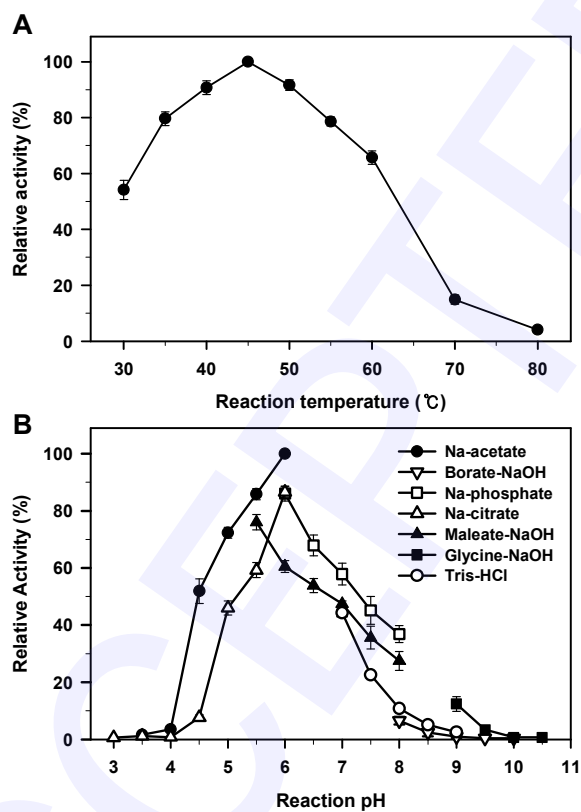 A
Relative activity (%)
100
80
60
40
20
0
30 40 50 60 70 80
Reaction temperature (℃)
B
Relative Activity (%)
100
80
60
40
20
0
Na-acetate
Borate-NaOH
Na-phosphate
Na-citrate
Maleate-NaOH
Glycine-NaOH
Tris-HCl
3 4 5 6 7 8 9 10 11
Reaction pH